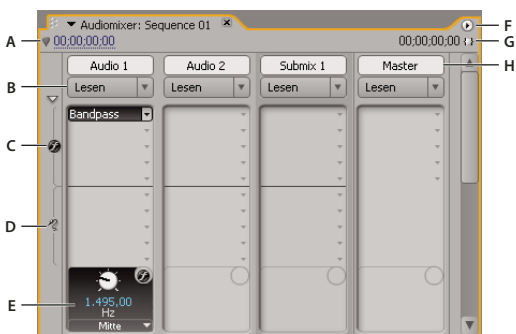 Audiomixer: Sequence 01
F
A 00;00;00;00 00;00;00;00 G
Audio 1 Audio 2 Submix 1 Master H
B Lesen Lesen Lesen Lesen
Bandpass
C
D
E 1.495,00
Hz
Mitte